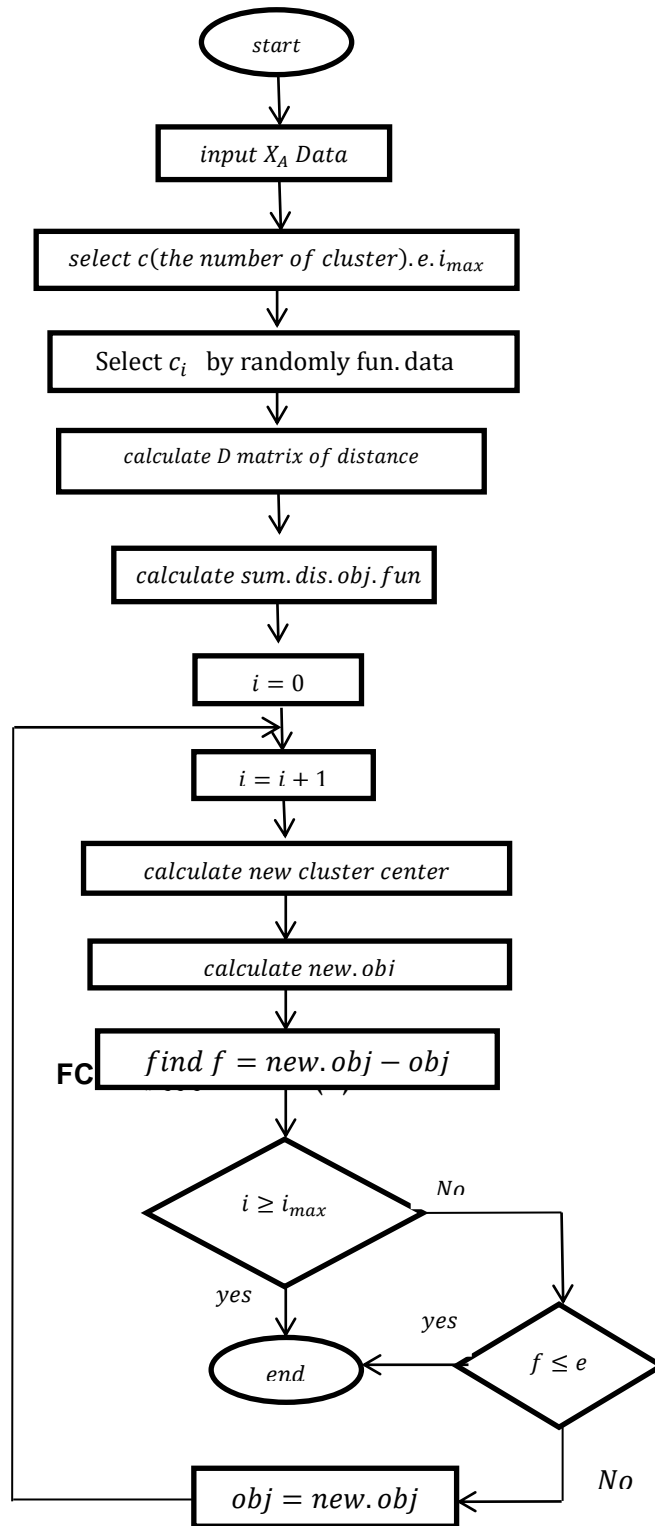 start
input X_A Data
select c(the number of cluster). e. i_max
Select c_i by randomly fun. data
calculate D matrix of distance
calculate sum. dis. obj. fun
i = 0
i = i + 1
calculate new cluster center
calculate new. obj
find f = new. obj − obj
FC
i ≥ i_max
No
yes
yes
f ≤ e
end
No
obj = new. obj